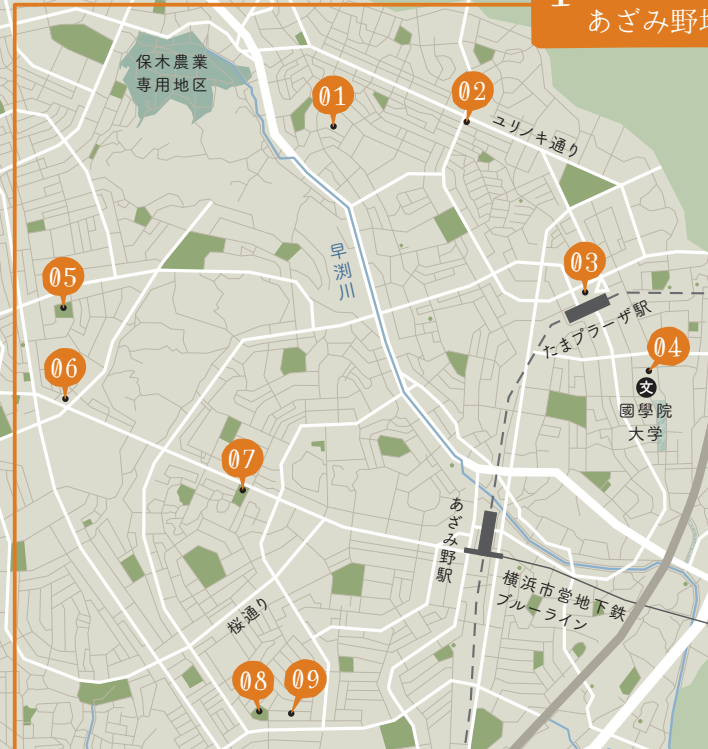 あざみ野地
保木農業
専用地区
01
02
ユリノキ通り
早渕川
03
05
たまプラーザ駅
04
06
文
國學院
大学
07
あざみ野駅
横浜市営地下鉄
ブルーライン
桜通り
08
09